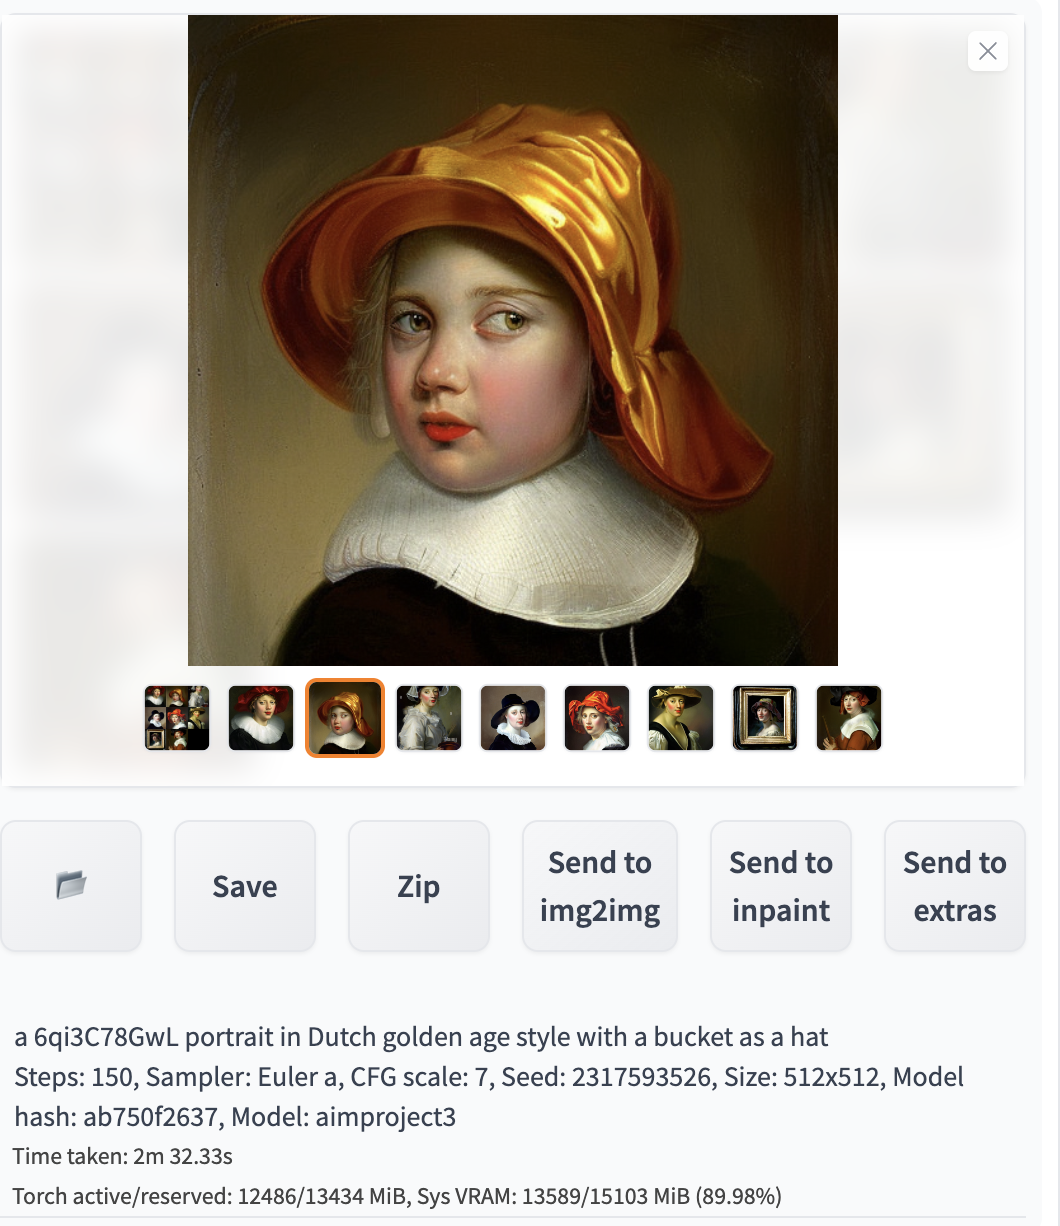 Save
Zip
Send to
img2img
Send to
inpaint
Send to
extras
a 6qi3C78GwL portrait in Dutch golden age style with a bucket as a hat
Steps: 150, Sampler: Euler a, CFG scale: 7, Seed: 2317593526, Size: 512x512, Model
hash: ab750f2637, Model: aimproject3
Time taken: 2m 32.33s
Torch active/reserved: 12486/13434 MiB, Sys VRAM: 13589/15103 MiB (89.98%)